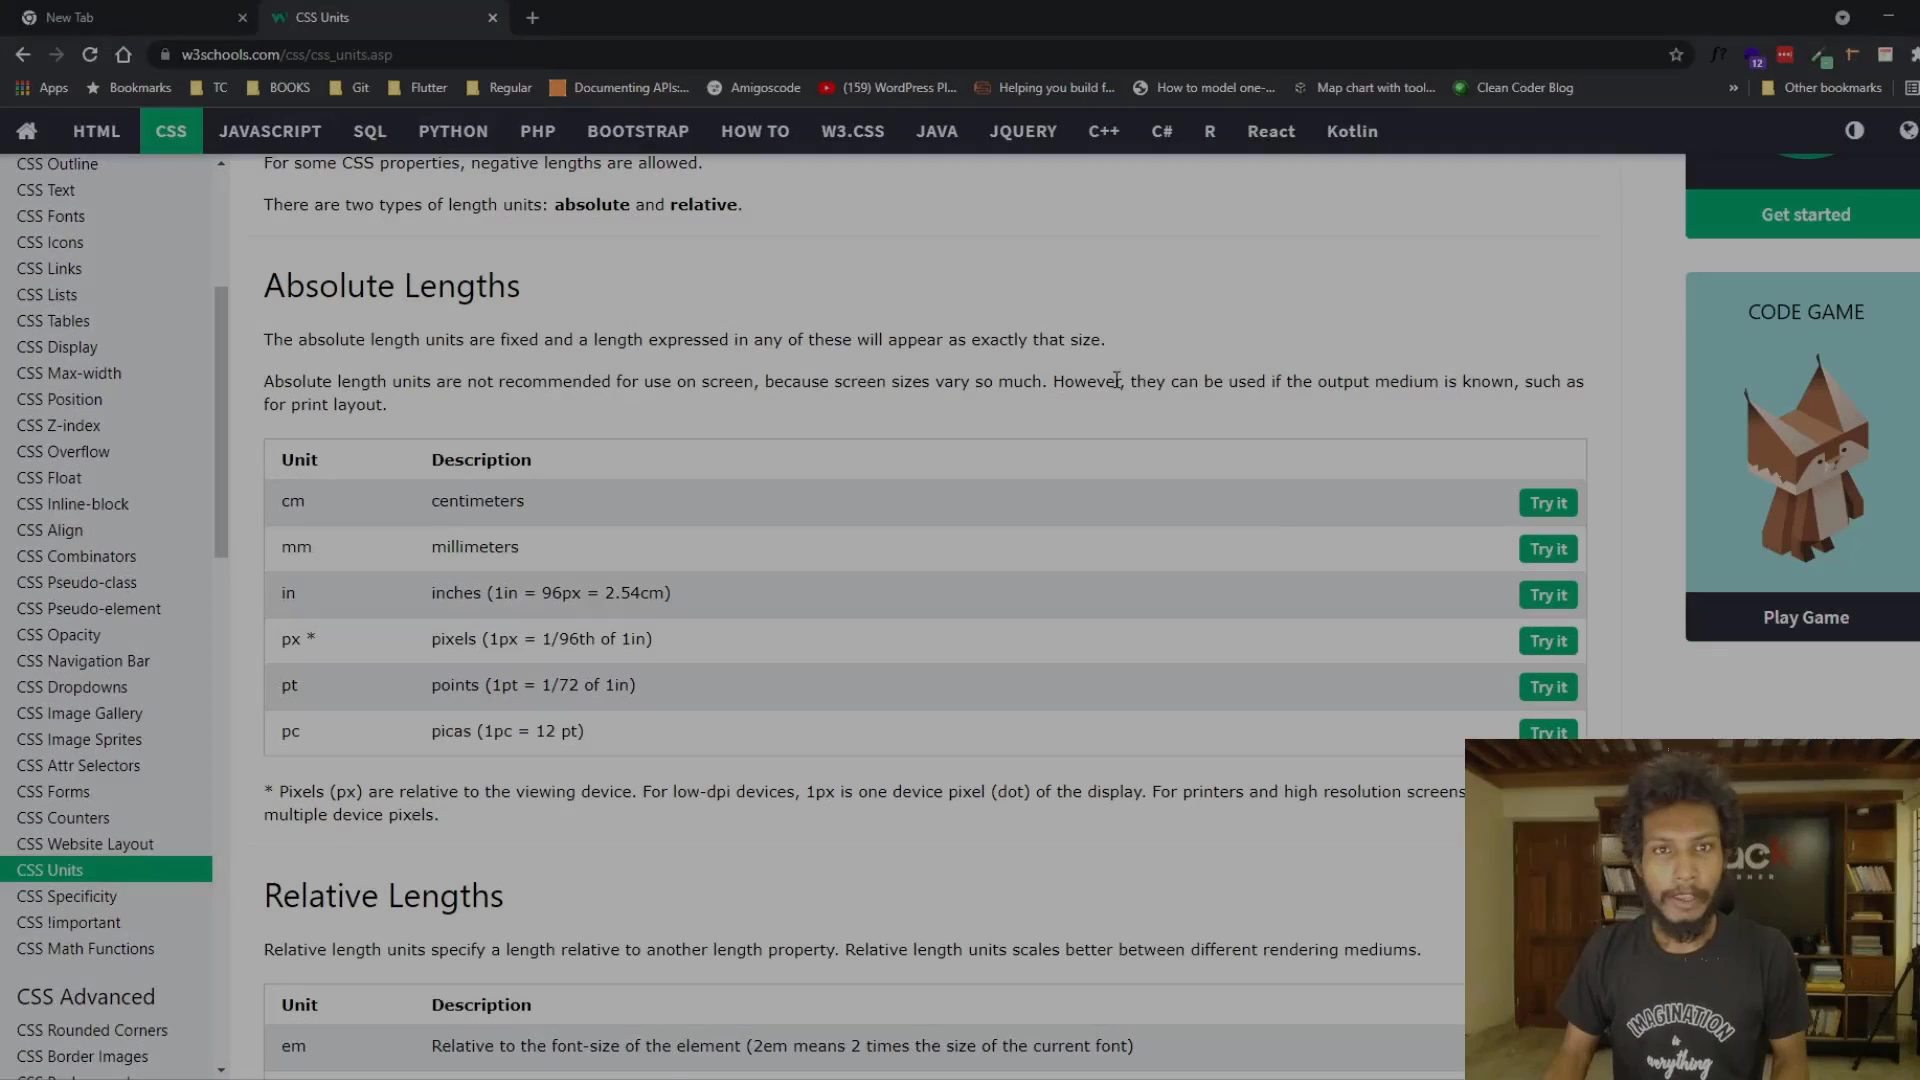 New Tab
CSS Units
w3schools.com/css/css_units.asp
12
Apps
Bookmarks
TC
BOOKS
Git
Flutter
Regular
Documenting APIs:...
Amigoscode
(159) WordPress Pl...
Helping you build f...
How to model one-...
Map chart with tool...
Clean Coder Blog
»
Other bookmarks
HTML
CSS
JAVASCRIPT
SQL
PYTHON
PHP
BOOTSTRAP
HOW TO
W3.CSS
JAVA
JQUERY
C++
C#
R
React
Kotlin
CSS Outline
CSS Text
CSS Fonts
CSS Icons
CSS Links
CSS Lists
CSS Tables
CSS Display
CSS Max-width
CSS Position
CSS Z-index
CSS Overflow
CSS Float
CSS Inline-block
CSS Align
CSS Combinators
CSS Pseudo-class
CSS Pseudo-element
CSS Opacity
CSS Navigation Bar
CSS Dropdowns
CSS Image Gallery
CSS Image Sprites
CSS Attr Selectors
CSS Forms
CSS Counters
CSS Website Layout
CSS Units
CSS Specificity
CSS !important
CSS Math Functions
CSS Advanced
CSS Rounded Corners
CSS Border Images
For some CSS properties, negative lengths are allowed.
There are two types of length units: absolute and relative.
Absolute Lengths
The absolute length units are fixed and a length expressed in any of these will appear as exactly that size.
Absolute length units are not recommended for use on screen, because screen sizes vary so much. However, they can be used if the output medium is known, such as
for print layout.
Unit Description
cm centimeters Try it
mm millimeters Try it
in inches (1in = 96px = 2.54cm) Try it
px * pixels (1px = 1/96th of 1in) Try it
pt points (1pt = 1/72 of 1in) Try it
pc picas (1pc = 12 pt) Try it
* Pixels (px) are relative to the viewing device. For low-dpi devices, 1px is one device pixel (dot) of the display. For printers and high resolution screens
multiple device pixels.
Relative Lengths
Relative length units specify a length relative to another length property. Relative length units scales better between different rendering mediums.
Unit Description
em Relative to the font-size of the element (2em means 2 times the size of the current font)
Get started
CODE GAME
Play Game
IMAGINATION
is
everything